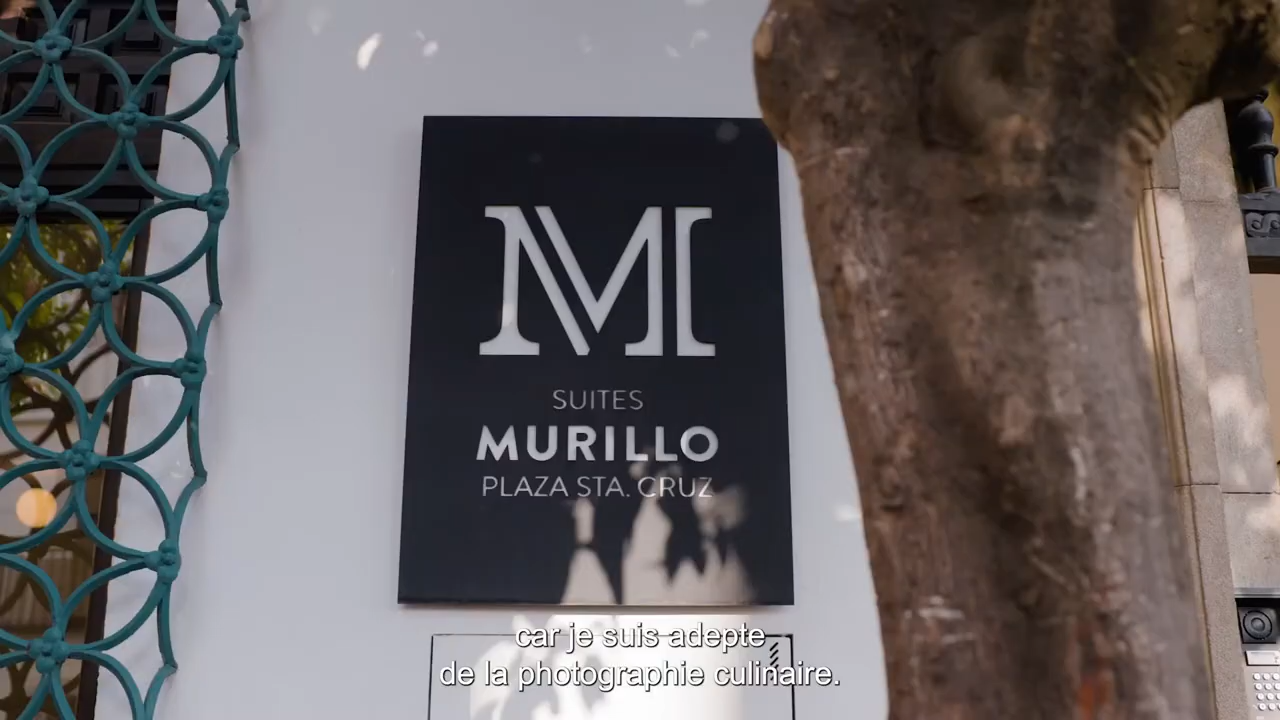 M
SUITES
MURILLO
PLAZA STA. CRUZ
car je suis adepte
de la photographie culinaire.